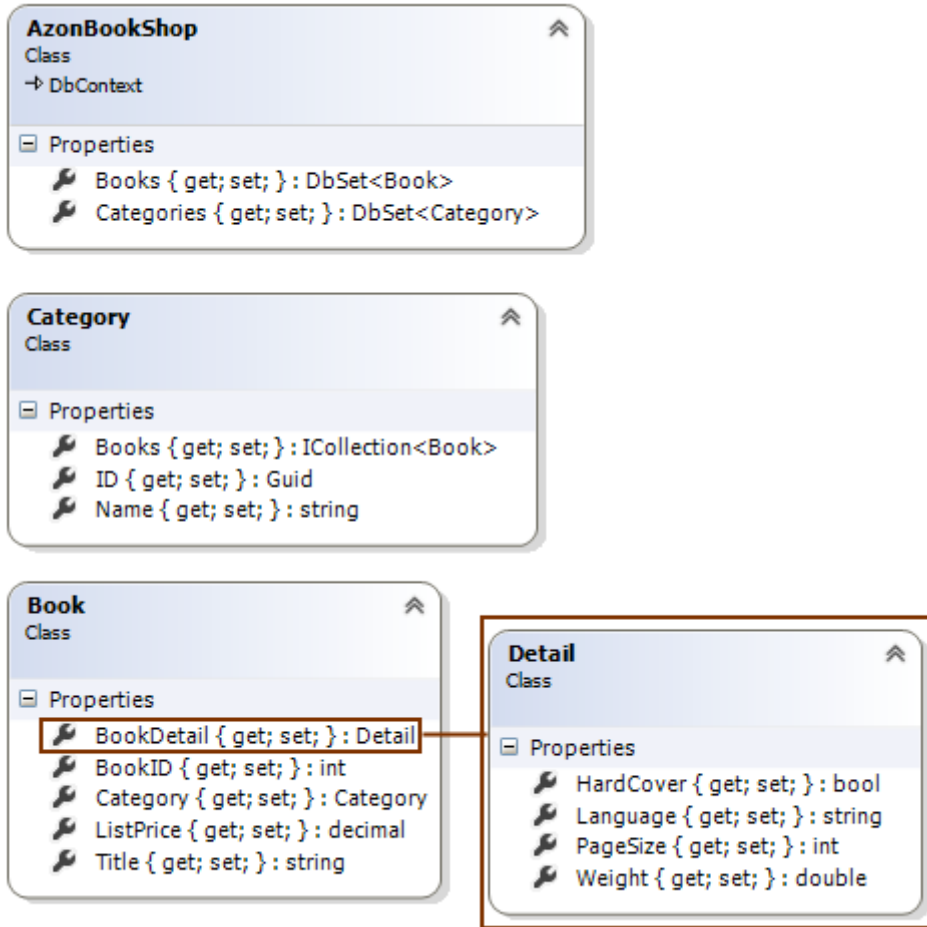 AzonBookShop
Class
DbContext
Properties
Books { get; set; } : DbSet<Book>
Categories { get; set; } : DbSet<Category>
Category
Class
Properties
Books { get; set; } : ICollection<Book>
ID { get; set; } : Guid
Name { get; set; } : string
Book
Class
Properties
BookDetail { get; set; } : Detail
BookID { get; set; } : int
Category { get; set; } : Category
ListPrice { get; set; } : decimal
Title { get; set; } : string
Detail
Class
Properties
HardCover { get; set; } : bool
Language { get; set; } : string
PageSize { get; set; } : int
Weight { get; set; } : double